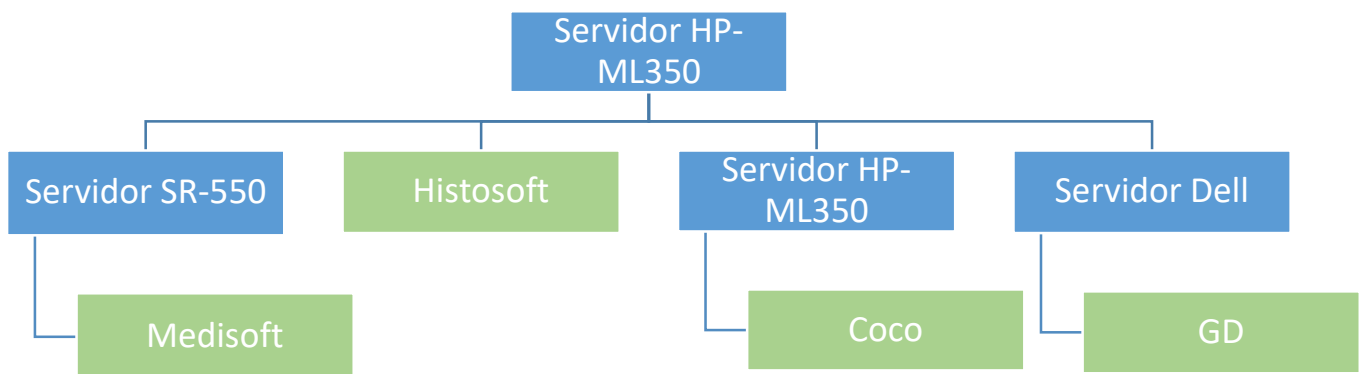 Servidor HP-
ML350
Servidor SR-550
Histosoft
Servidor HP-
ML350
Servidor Dell
Medisoft
Coco
GD